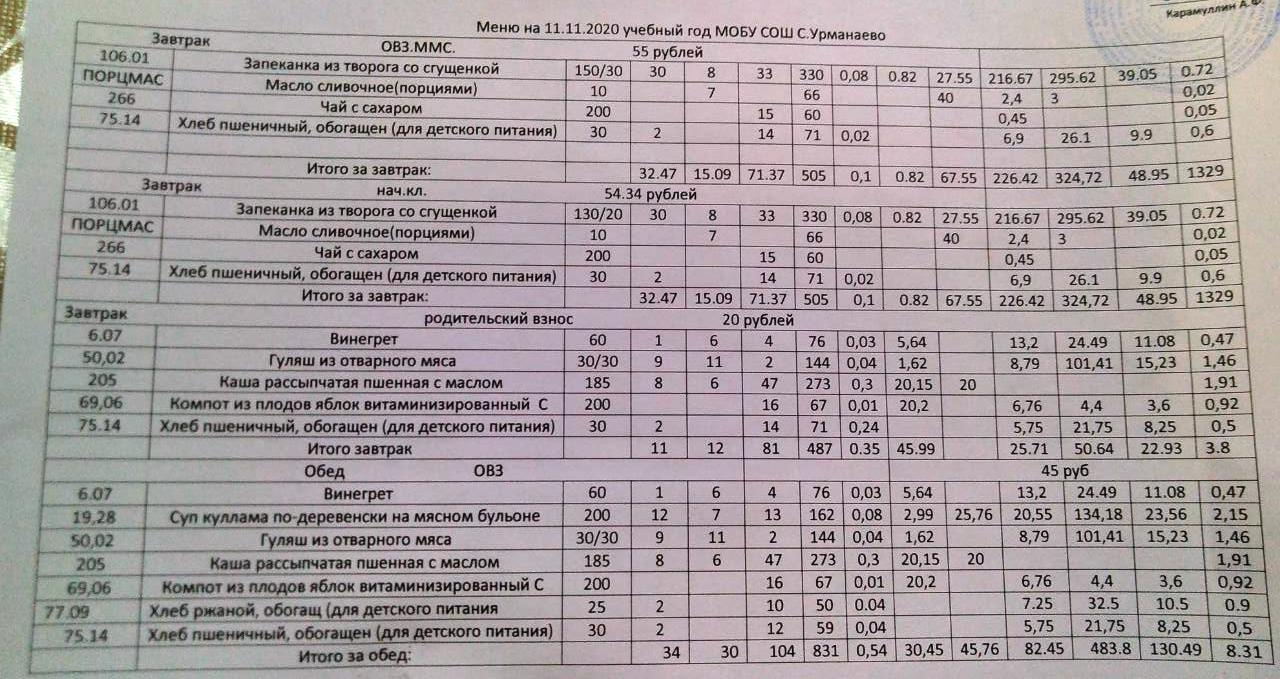 Карамуллин А.Ф.
Меню на 11.11.2020 учебный год МОБУ СОШ С.Урманаево
Завтрак ОВЗ.ММС. 55 рублей
106.01 Запеканка из творога со сгущенкой 150/30 30 8 33 330 0,08 0.82 27.55 216.67 295.62 39.05 0.72
ПОРЦМАС Масло сливочное(порциями) 10 7 66 40 2,4 3 0,02
266 Чай с сахаром 200 15 60 0,45 0,05
75.14 Хлеб пшеничный, обогащен (для детского питания) 30 2 14 71 0,02 6,9 26.1 9.9 0,6
Итого за завтрак: 32.47 15.09 71.37 505 0,1 0.82 67.55 226.42 324,72 48.95 1329
Завтрак нач.кл. 54.34 рублей
106.01 Запеканка из творога со сгущенкой 130/20 30 8 33 330 0,08 0.82 27.55 216.67 295.62 39.05 0.72
ПОРЦМАС Масло сливочное(порциями) 10 7 66 40 2,4 3 0,02
266 Чай с сахаром 200 15 60 0,45 0,05
75.14 Хлеб пшеничный, обогащен (для детского питания) 30 2 14 71 0,02 6,9 26.1 9.9 0,6
Итого за завтрак: 32.47 15.09 71.37 505 0,1 0.82 67.55 226.42 324,72 48.95 1329
Завтрак родительский взнос 20 рублей
6.07 Винегрет 60 1 6 4 76 0,03 5,64 13,2 24.49 11.08 0,47
50,02 Гуляш из отварного мяса 30/30 9 11 2 144 0,04 1,62 8,79 101,41 15,23 1,46
205 Каша рассыпчатая пшенная с маслом 185 8 6 47 273 0,3 20,15 20 1,91
69,06 Компот из плодов яблок витаминизированный С 200 16 67 0,01 20,2 6,76 4,4 3,6 0,92
75.14 Хлеб пшеничный, обогащен (для детского питания) 30 2 14 71 0,24 5,75 21,75 8,25 0,5
Итого завтрак 11 12 81 487 0.35 45.99 25.71 50.64 22.93 3.8
Обед ОВЗ 45 руб
6.07 Винегрет 60 1 6 4 76 0,03 5,64 13,2 24.49 11.08 0,47
19,28 Суп куллама по-деревенски на мясном бульоне 200 12 7 13 162 0,08 2,99 25,76 20,55 134,18 23,56 2,15
50,02 Гуляш из отварного мяса 30/30 9 11 2 144 0,04 1,62 8,79 101,41 15,23 1,46
205 Каша рассыпчатая пшенная с маслом 185 8 6 47 273 0,3 20,15 20 1,91
69,06 Компот из плодов яблок витаминизированный С 200 16 67 0,01 20,2 6,76 4,4 3,6 0,92
77.09 Хлеб ржаной, обогащ (для детского питания 25 2 10 50 0.04 7.25 32.5 10.5 0.9
75.14 Хлеб пшеничный, обогащен (для детского питания) 30 2 12 59 0,04 5,75 21,75 8,25 0,5
Итого за обед: 34 30 104 831 0,54 30,45 45,76 82.45 483.8 130.49 8.31